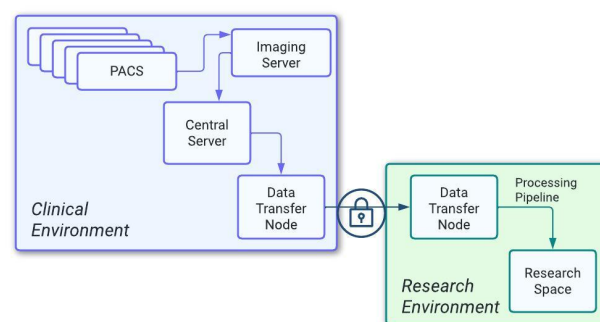 PACS
Imaging
Server
Central
Server
Data
Transfer
Node
Clinical
Environment
Data
Transfer
Node
Processing
Pipeline
Research
Space
Research
Environment